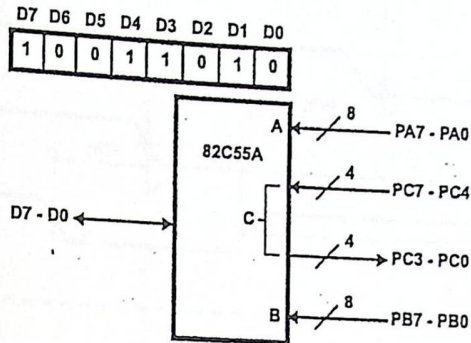 D7 D6 D5 D4 D3 D2 D1 D0
1 0 0 1 1 0 1 0
A 8 PA7 - PA0
82C55A
4 PC7 - PC4
D7 - D0 C
4 PC3 - PC0
B 8 PB7 - PB0